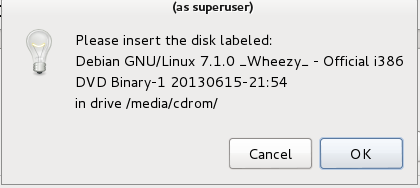 (as superuser)
Please insert the disk labeled:
Debian GNU/Linux 7.1.0 _Wheezy_ - Official i386
DVD Binary-1 20130615-21:54
in drive /media/cdrom/
Cancel
OK